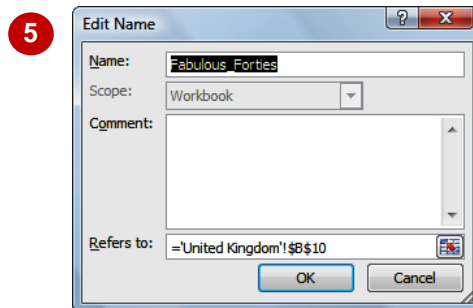 5
Edit Name
?
X
Name:
Fabulous_Forties
Scope:
Workbook
Comment:
Refers to:
='United Kingdom'!$B$10
OK
Cancel